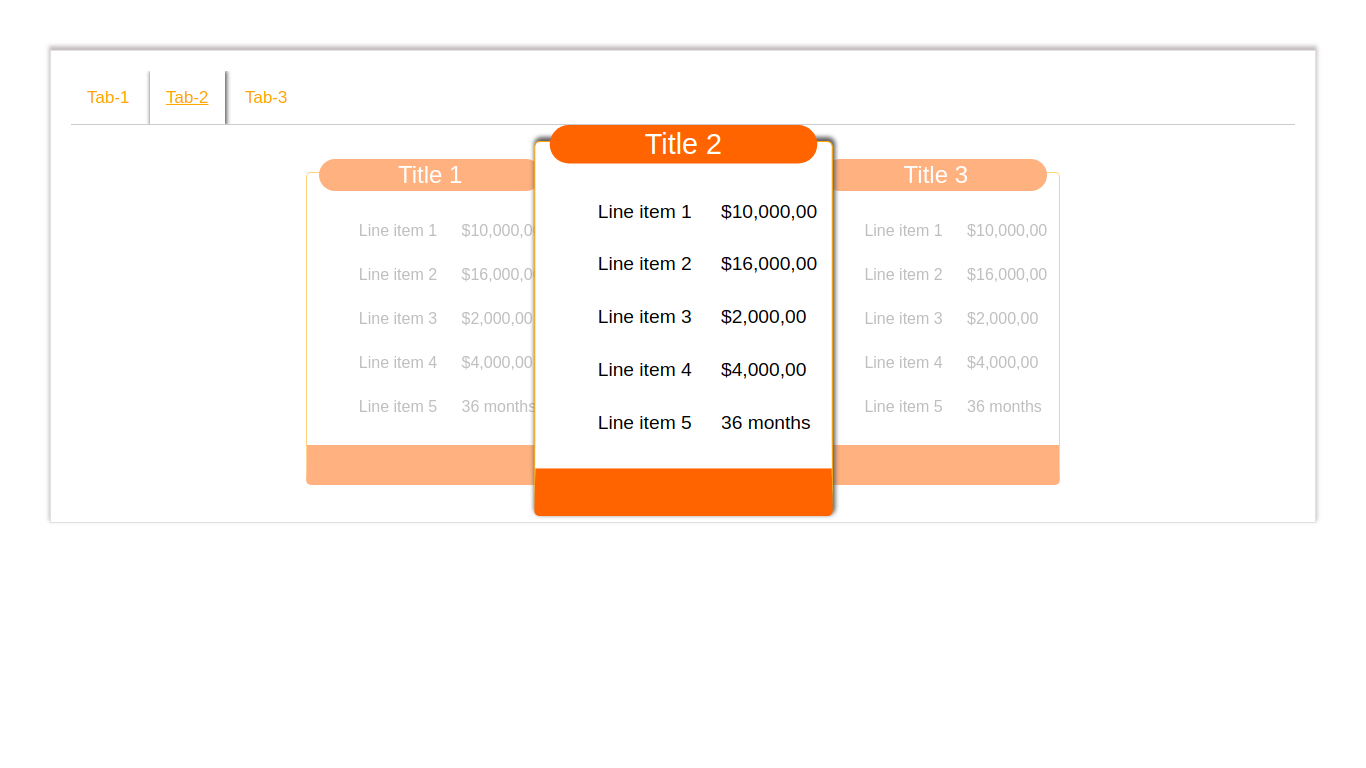 Tab-1 Tab-2 Tab-3
Title 1
Line item 1 $10,000,0
Line item 2 $16,000,0
Line item 3 $2,000,00
Line item 4 $4,000,00
Line item 5 36 months
Title 2
Line item 1 $10,000,00
Line item 2 $16,000,00
Line item 3 $2,000,00
Line item 4 $4,000,00
Line item 5 36 months
Title 3
Line item 1 $10,000,00
Line item 2 $16,000,00
Line item 3 $2,000,00
Line item 4 $4,000,00
Line item 5 36 months